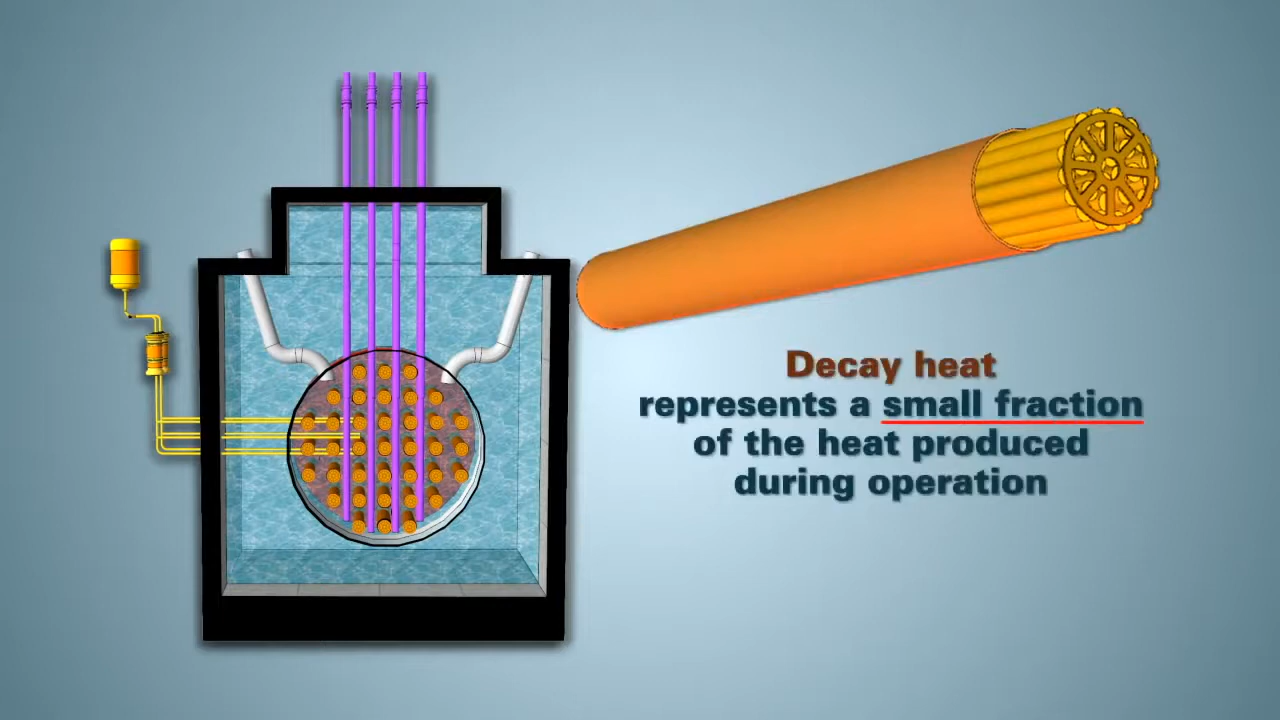 Decay heat
represents a small fraction
of the heat produced
during operation